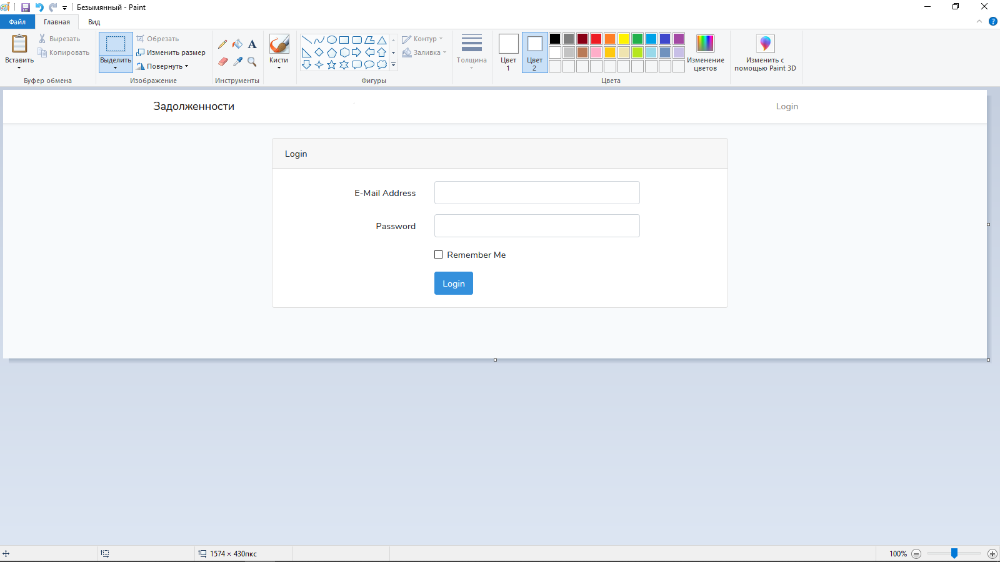 Безымянный - Paint
Файл
Главная
Вид
Вставить
Вырезать
Копировать
Буфер обмена
Выделить
Обрезать
Изменить размер
Повернуть
Изображение
A
Инструменты
Кисти
Фигуры
Контур
Заливка
Толщина
Цвет
1
Цвет
2
Изменение
цветов
Цвета
Изменить с
помощью Paint 3D
Задолженности
Login
Login
E-Mail Address
Password
Remember Me
Login
1574 × 430пкс
100%